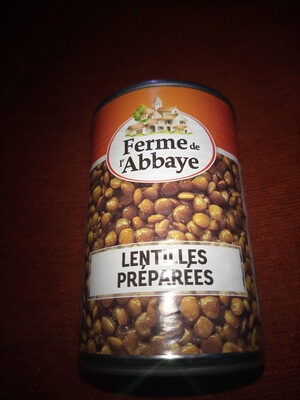 Ferme de
l'Abbaye
LENTILLES
PRÉPARÉES